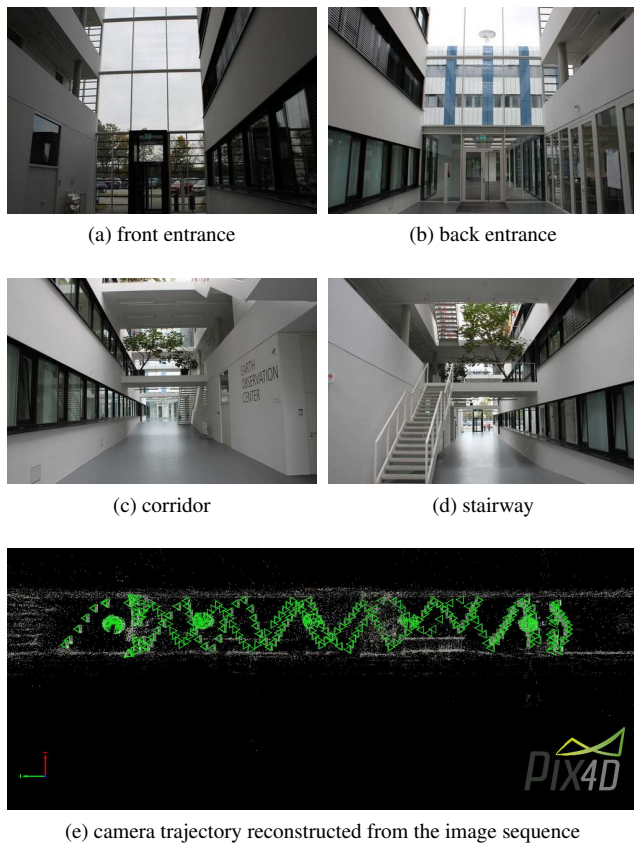 (a) front entrance
(b) back entrance
EARTH
OBSERVATION
CENTER
(c) corridor
(d) stairway
PIX4D
(e) camera trajectory reconstructed from the image sequence